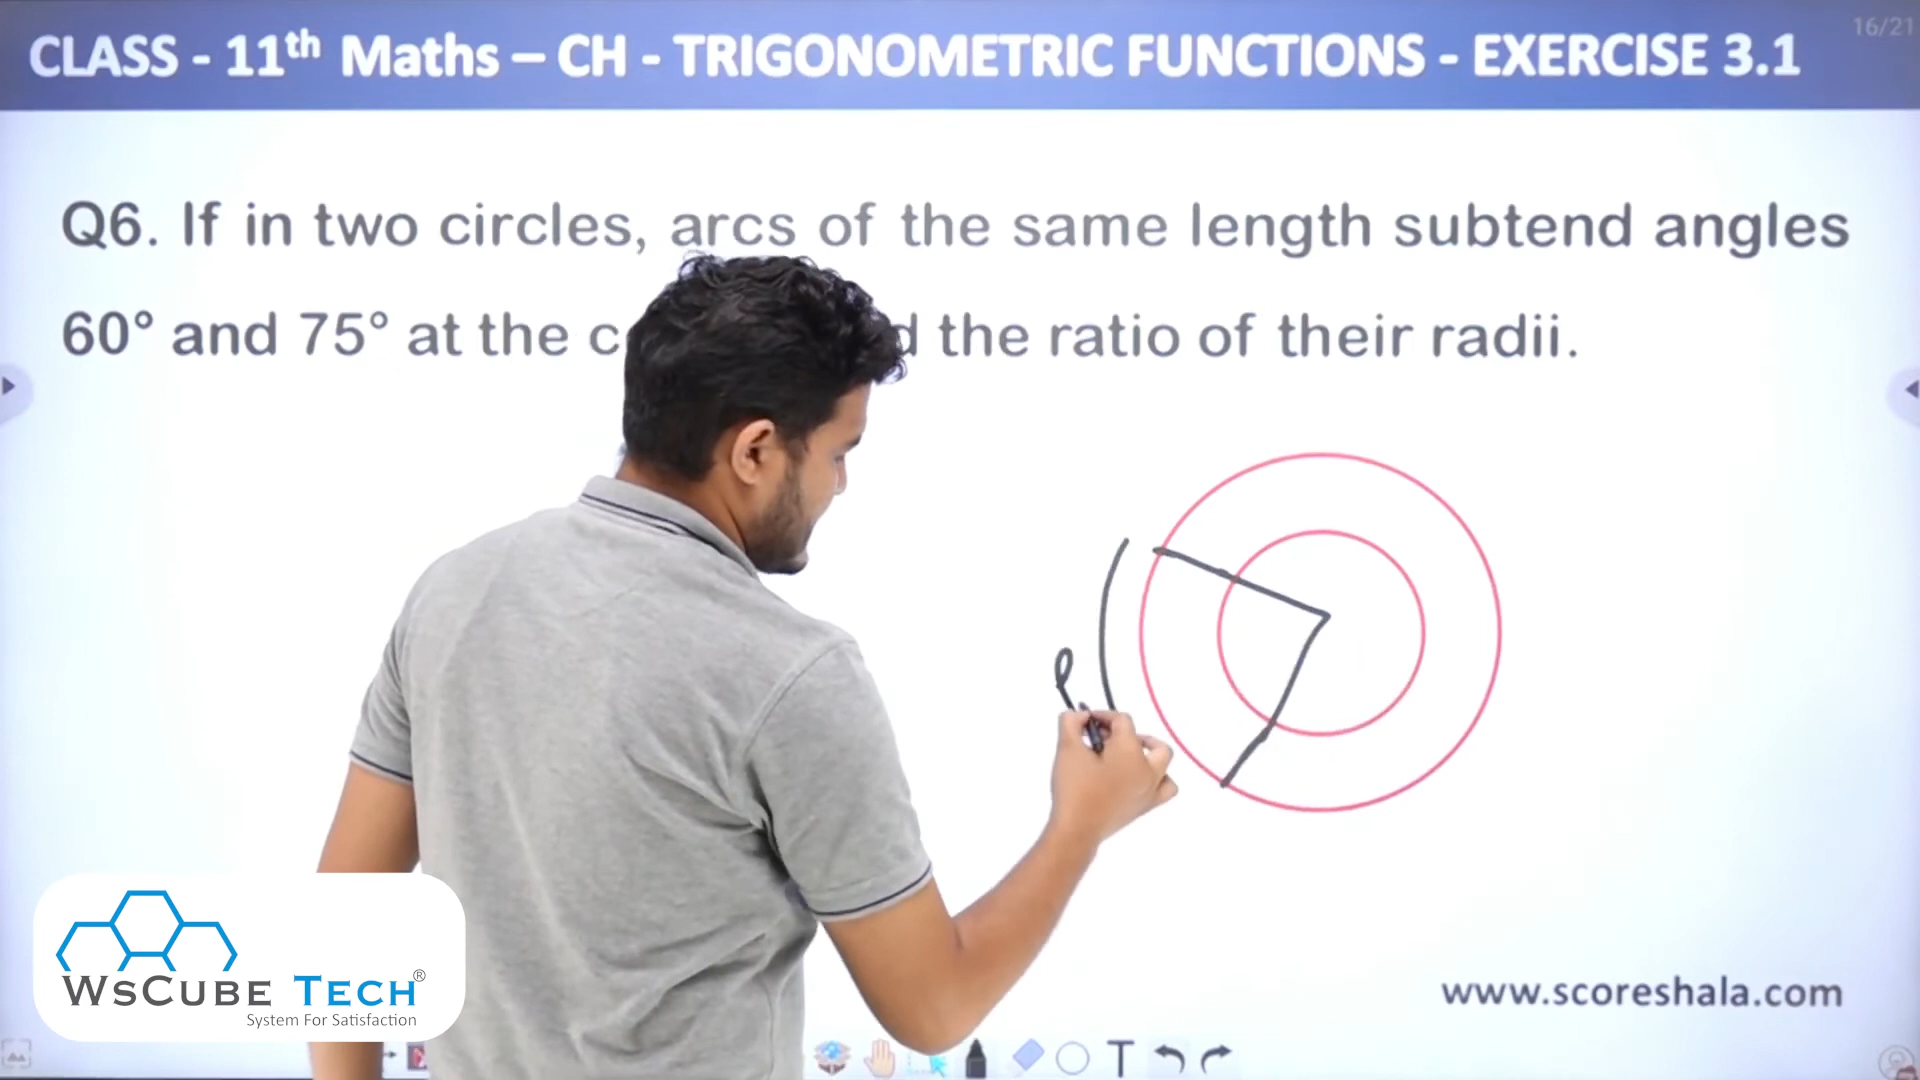 16/21
CLASS - 11th Maths – CH - TRIGONOMETRIC FUNCTIONS - EXERCISE 3.1
Q6. If in two circles, arcs of the same length subtend angles
60° and 75° at the the ratio of their radii.
WsCube Tech®
System For Satisfaction
www.scoreshala.com
T